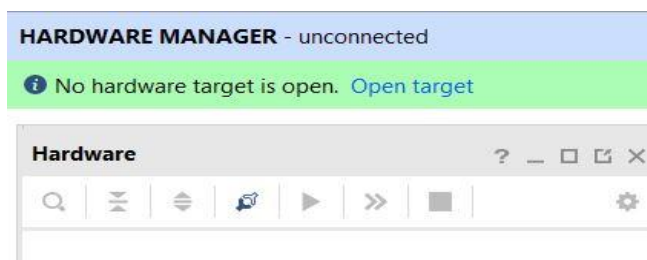 HARDWARE MANAGER - unconnected
No hardware target is open. Open target
Hardware